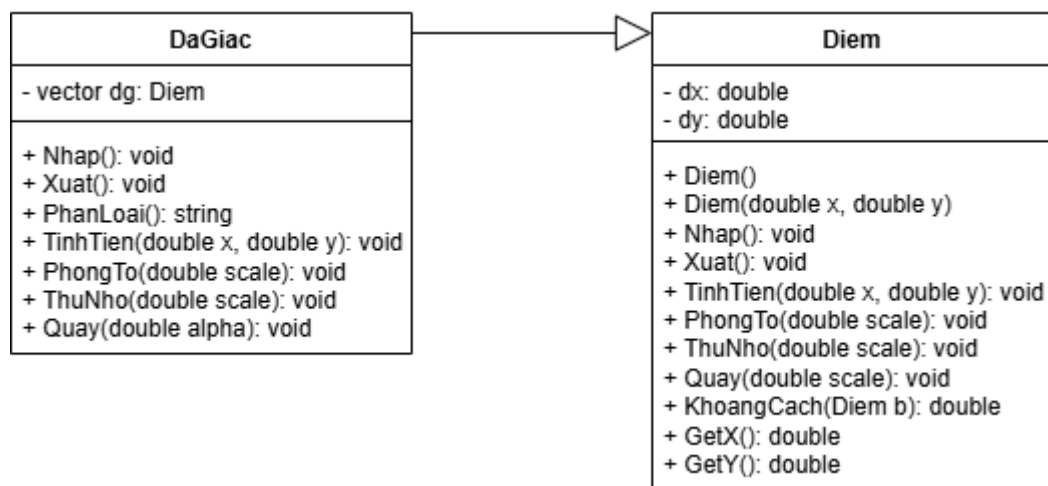 DaGiac
- vector dg: Diem
+ Nhap(): void
+ Xuat(): void
+ PhanLoai(): string
+ TinhTien(double x, double y): void
+ PhongTo(double scale): void
+ ThuNho(double scale): void
+ Quay(double alpha): void
Diem
- dx: double
- dy: double
+ Diem()
+ Diem(double x, double y)
+ Nhap(): void
+ Xuat(): void
+ TinhTien(double x, double y): void
+ PhongTo(double scale): void
+ ThuNho(double scale): void
+ Quay(double scale): void
+ KhoangCach(Diem b): double
+ GetX(): double
+ GetY(): double